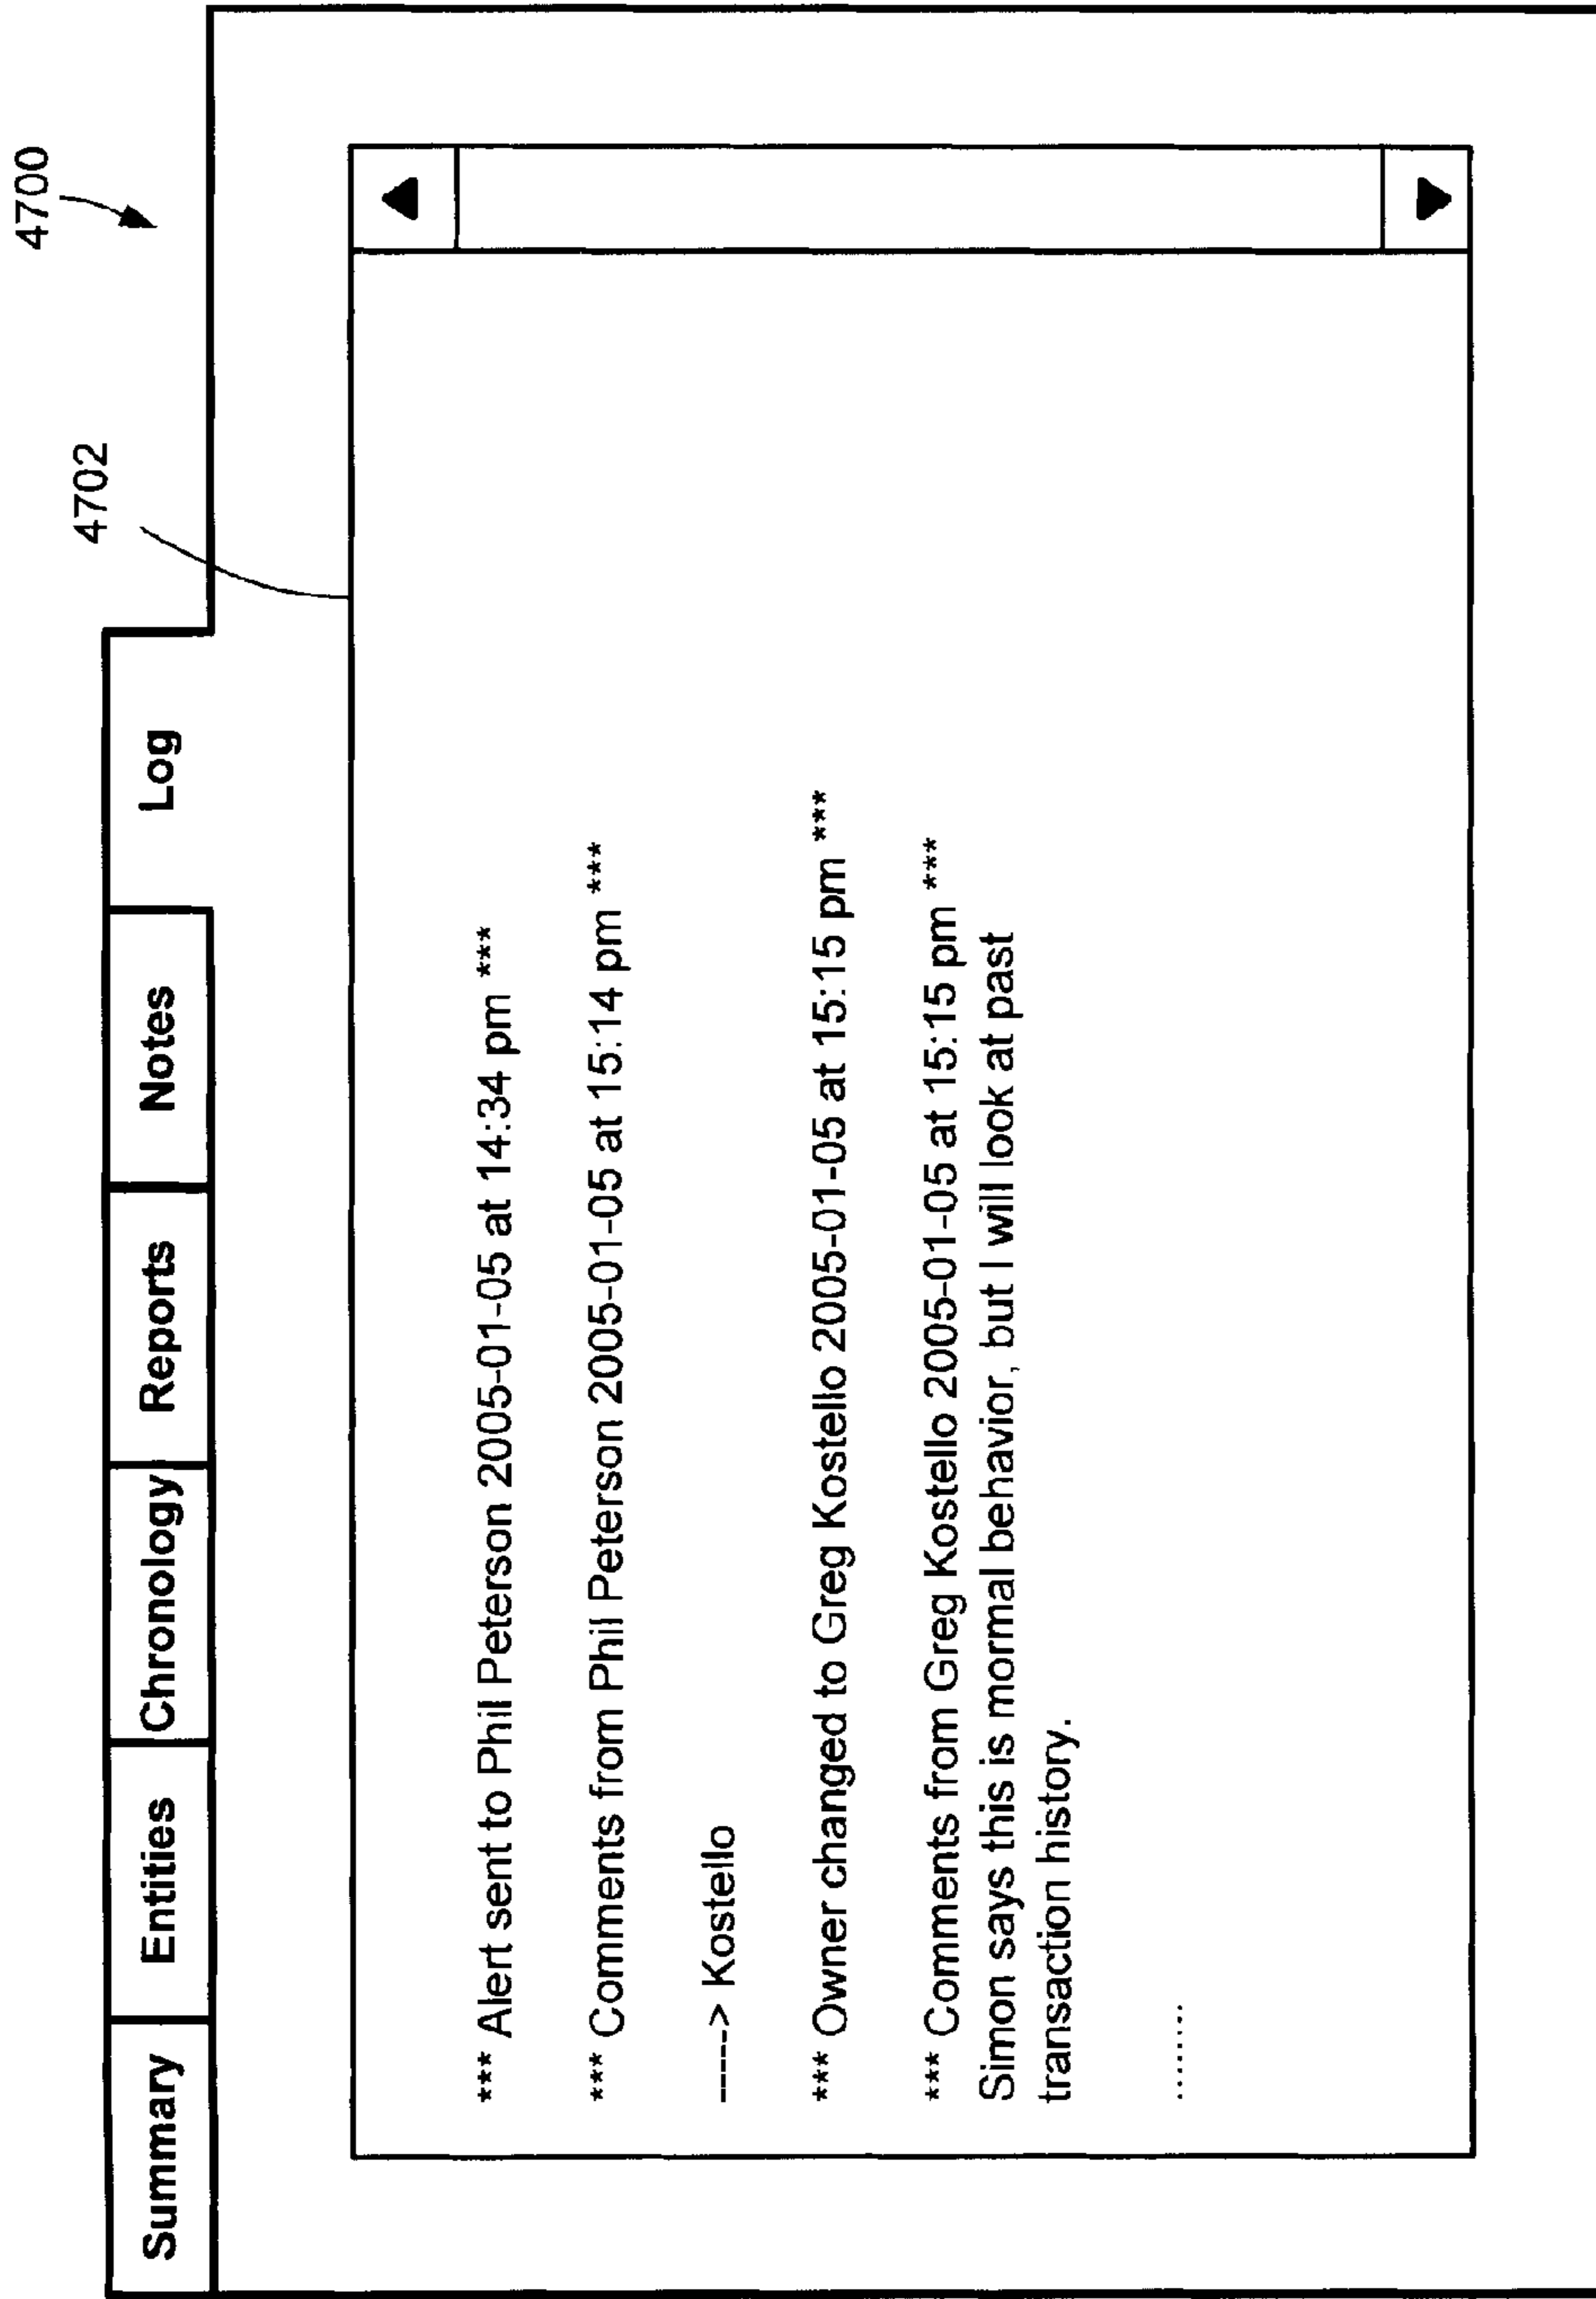 4700
4702
Summary
Entities
Chronology
Reports
Notes
Log
*** Alert sent to Phil Peterson 2005-01-05 at 14:34 pm ***
*** Comments from Phil Peterson 2005-01-05 at 15:14 pm ***
-----> Kostello
*** Owner changed to Greg Kostello 2005-01-05 at 15:15 pm ***
*** Comments from Greg Kostello 2005-01-05 at 15:15 pm ***
Simon says this is mormal behavior, but I will look at past
transaction history.
.........